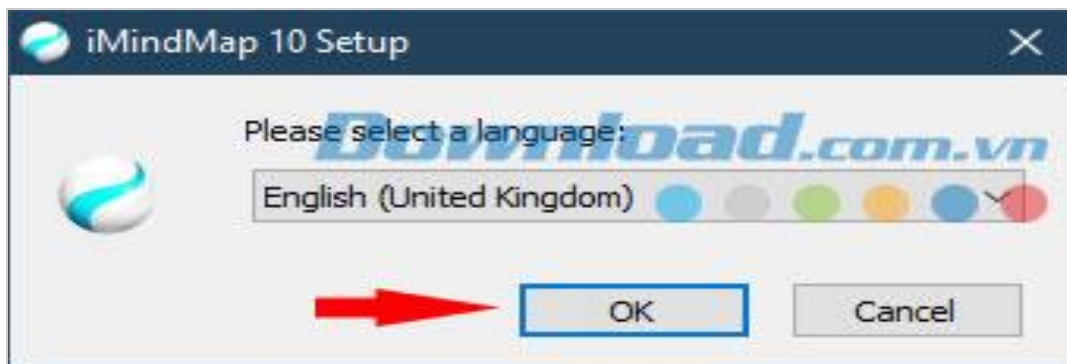 iMindMap 10 Setup
Please select a language:
Download.com.vn
English (United Kingdom)
OK
Cancel